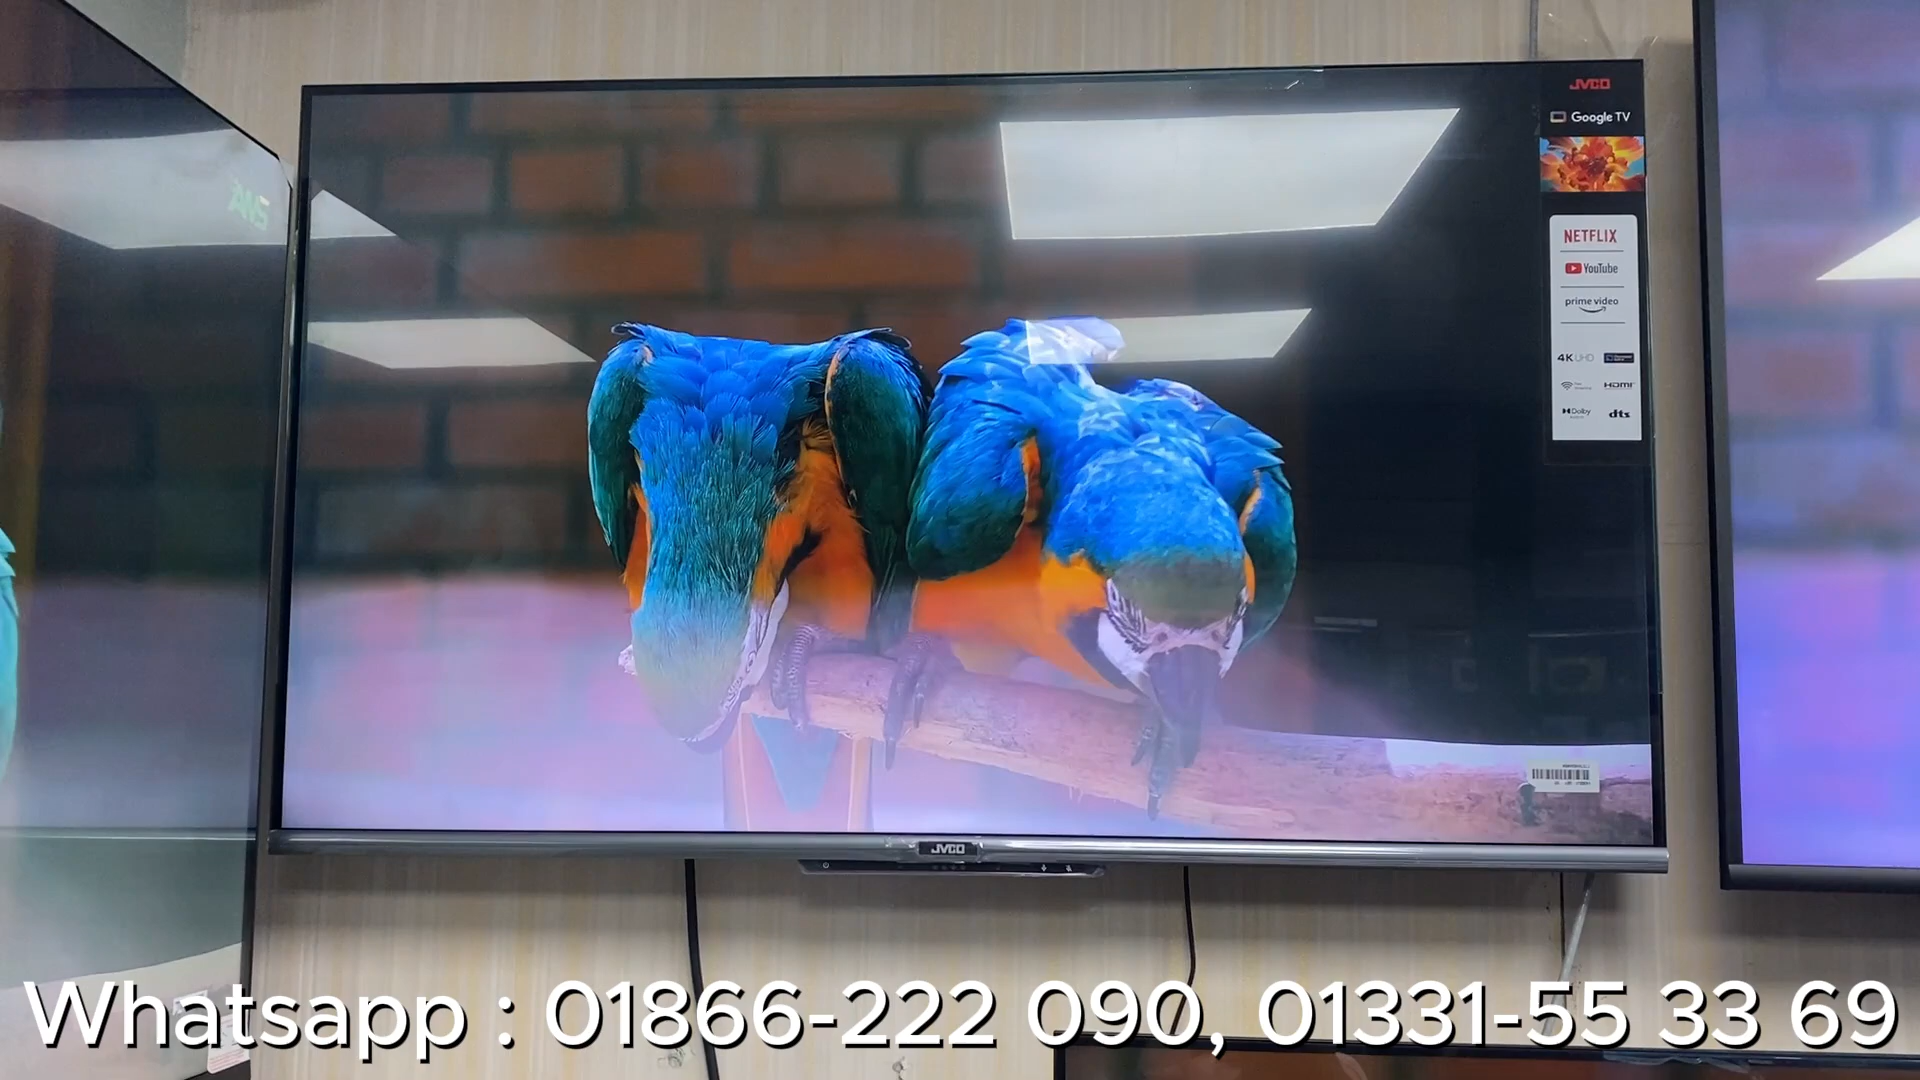 JVCO
Google TV
NETFLIX
YouTube
prime video
4K UHD
HDMI
Dolby
dts
JVCO
Whatsapp : 01866-222 090, 01331-55 33 69